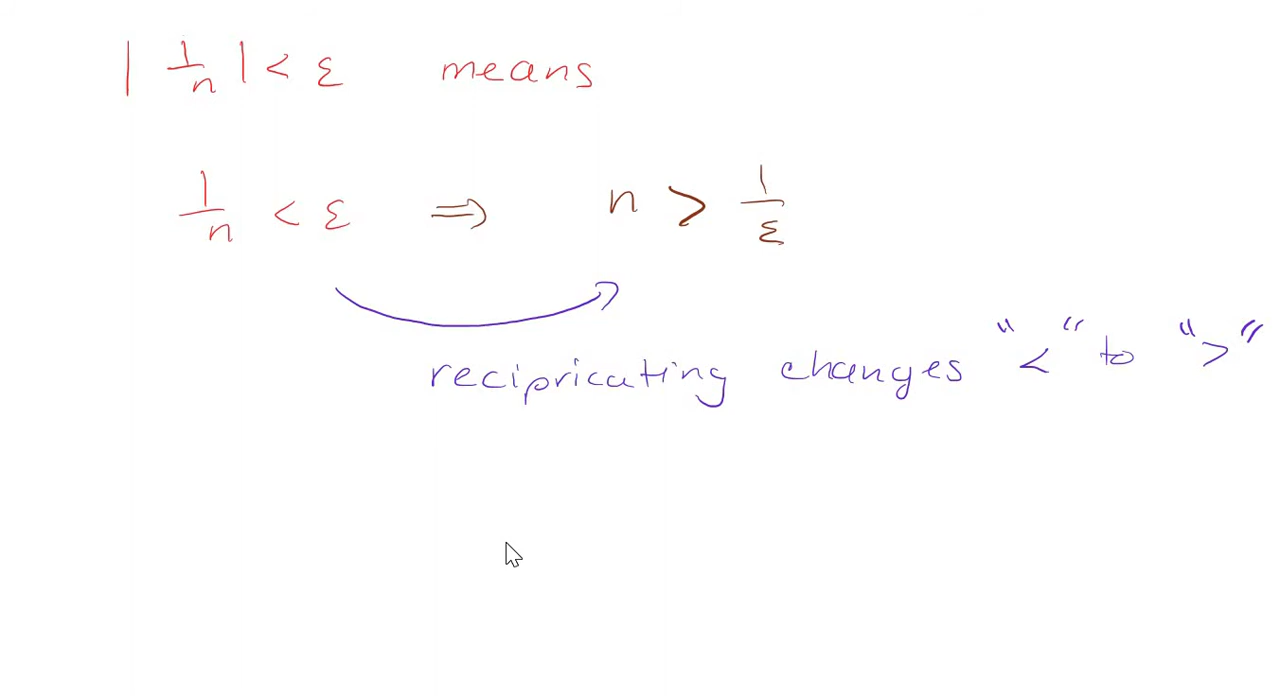 | 1/n | < ε means
1/n < ε ⇒ n > 1/ε
recipricating changes "<" to ">"